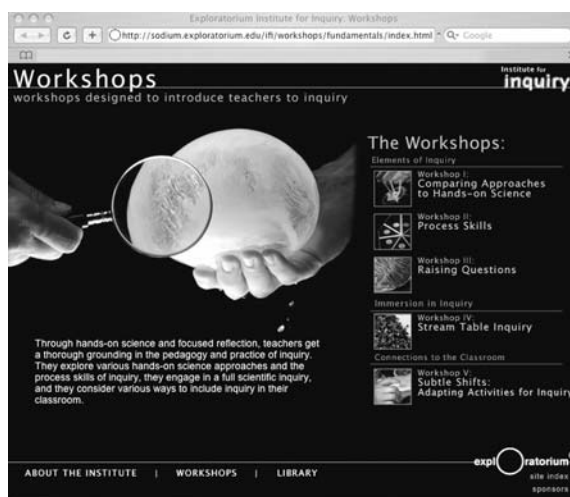 Exploratorium Institute for Inquiry: Workshops
http://sodium.exploratorium.edu/ifi/workshops/fundamentals/index.html
Google
Workshops
workshops designed to introduce teachers to inquiry
Institute for
inquiry
The Workshops:
Elements of Inquiry
Workshop I:
Comparing Approaches
to Hands-on Science
Workshop II:
Process Skills
Workshop III:
Raising Questions
Immersion in Inquiry
Workshop IV:
Stream Table Inquiry
Connections to the Classroom
Workshop V:
Subtle Shifts:
Adapting Activities for Inquiry
Through hands-on science and focused reflection, teachers get
a thorough grounding in the pedagogy and practice of inquiry.
They explore various hands-on science approaches and the
process skills of inquiry, they engage in a full scientific inquiry,
and they consider various ways to include inquiry in their
classroom.
ABOUT THE INSTITUTE | WORKSHOPS | LIBRARY
exploratorium
site index
sponsors